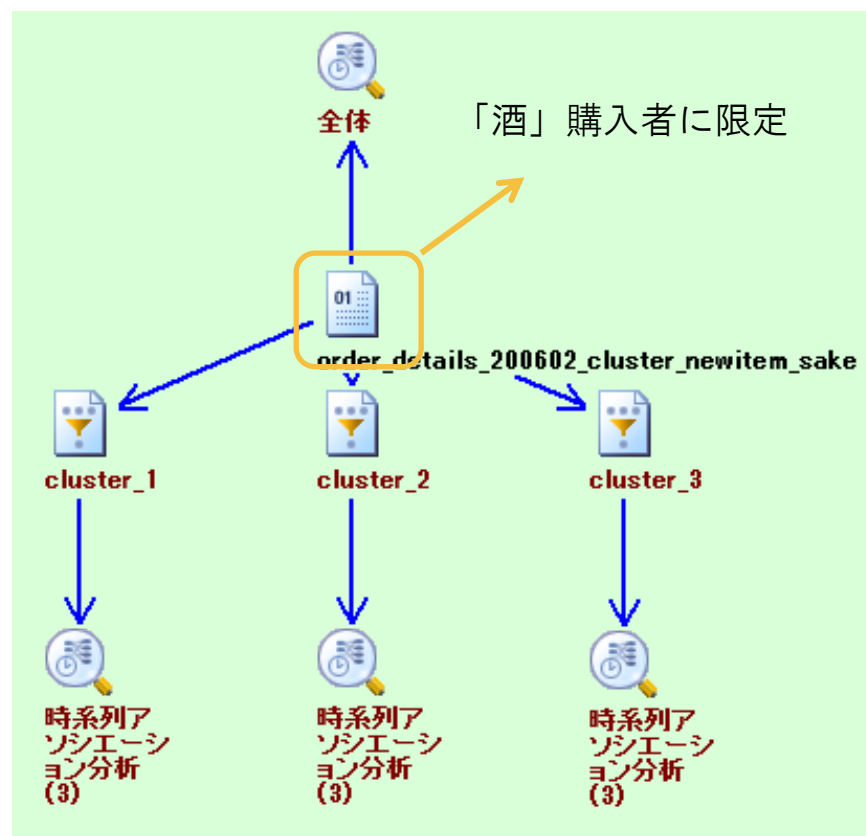 全体
「酒」購入者に限定
01
order_details_200602_cluster_newitem_sake
cluster_1
cluster_2
cluster_3
時系列ア
ソシエーシ
ョン分析
(3)
時系列ア
ソシエーシ
ョン分析
(3)
時系列ア
ソシエーシ
ョン分析
(3)